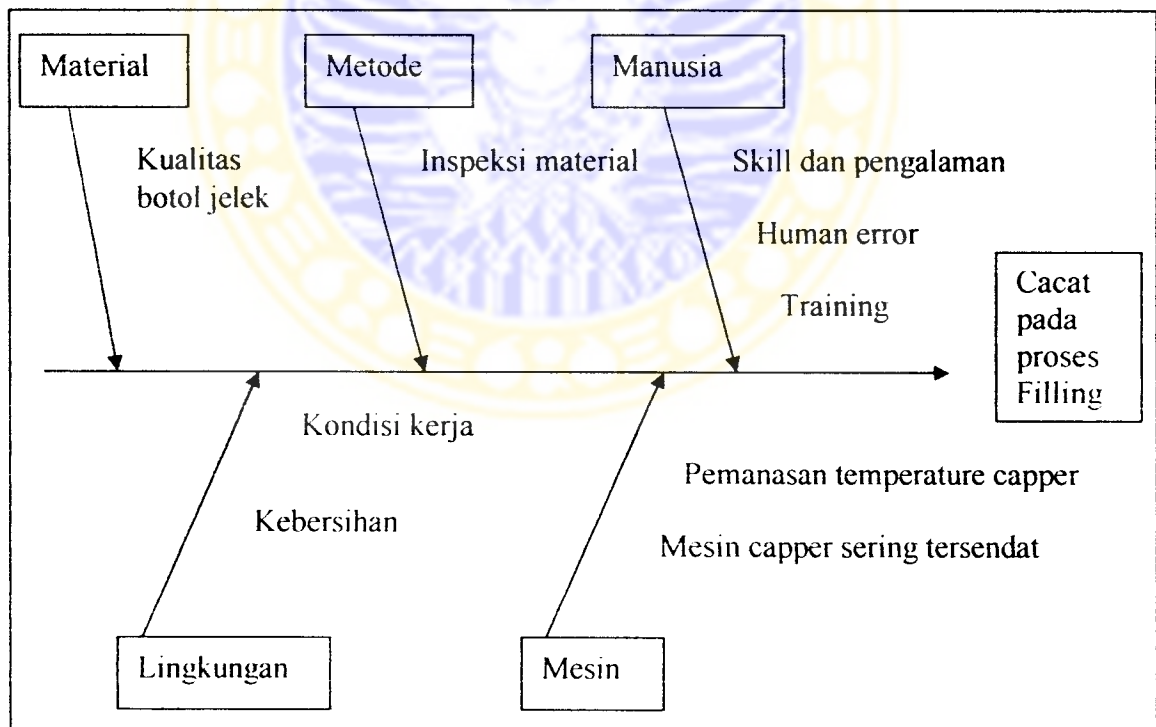 Material
Metode
Manusia
Kualitas
botol jelek
Inspeksi material
Skill dan pengalaman
Human error
Training
Cacat
pada
proses
Filling
Kondisi kerja
Kebersihan
Pemanasan temperature capper
Mesin capper sering tersendat
Lingkungan
Mesin